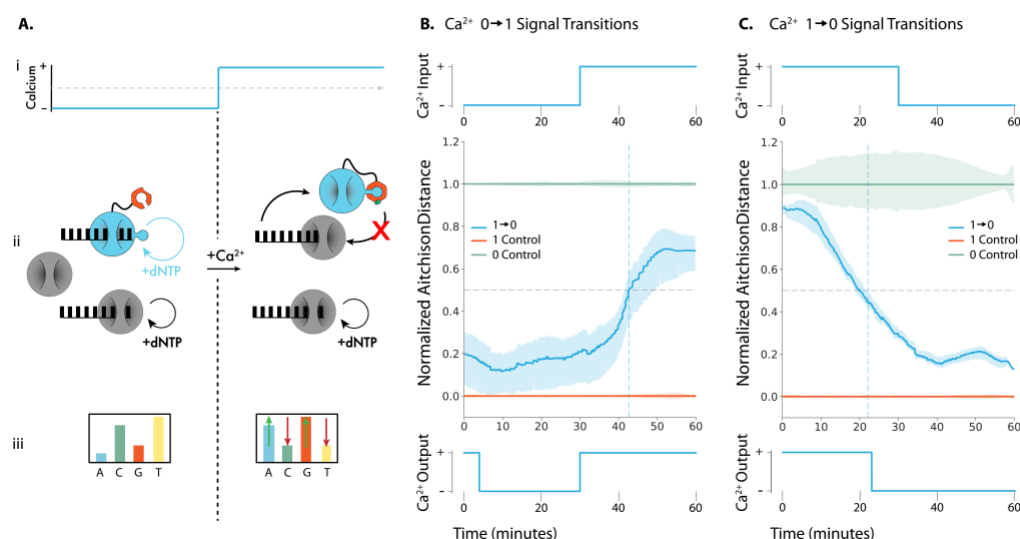 A.
B. Ca²⁺ 0→1 Signal Transitions
C. Ca²⁺ 1→0 Signal Transitions
i
Calcium
+
−
ii
+dNTP
+dNTP
+Ca²⁺
X
+dNTP
iii
A C G T
A C G T
Ca²⁺ Input
+
−
0 20 40 60
Normalized AitchisonDistance
1.2
1.0
0.8
0.6
0.4
0.2
0.0
1→0
1 Control
0 Control
0 10 20 30 40 50 60
Ca²⁺ Output
+
−
0 20 40 60
Time (minutes)
Ca²⁺ Input
+
−
0 20 40 60
Normalized AitchisonDistance
1.2
1.0
0.8
0.6
0.4
0.2
0.0
1→0
1 Control
0 Control
0 10 20 30 40 50 60
Ca²⁺ Output
+
−
0 20 40 60
Time (minutes)